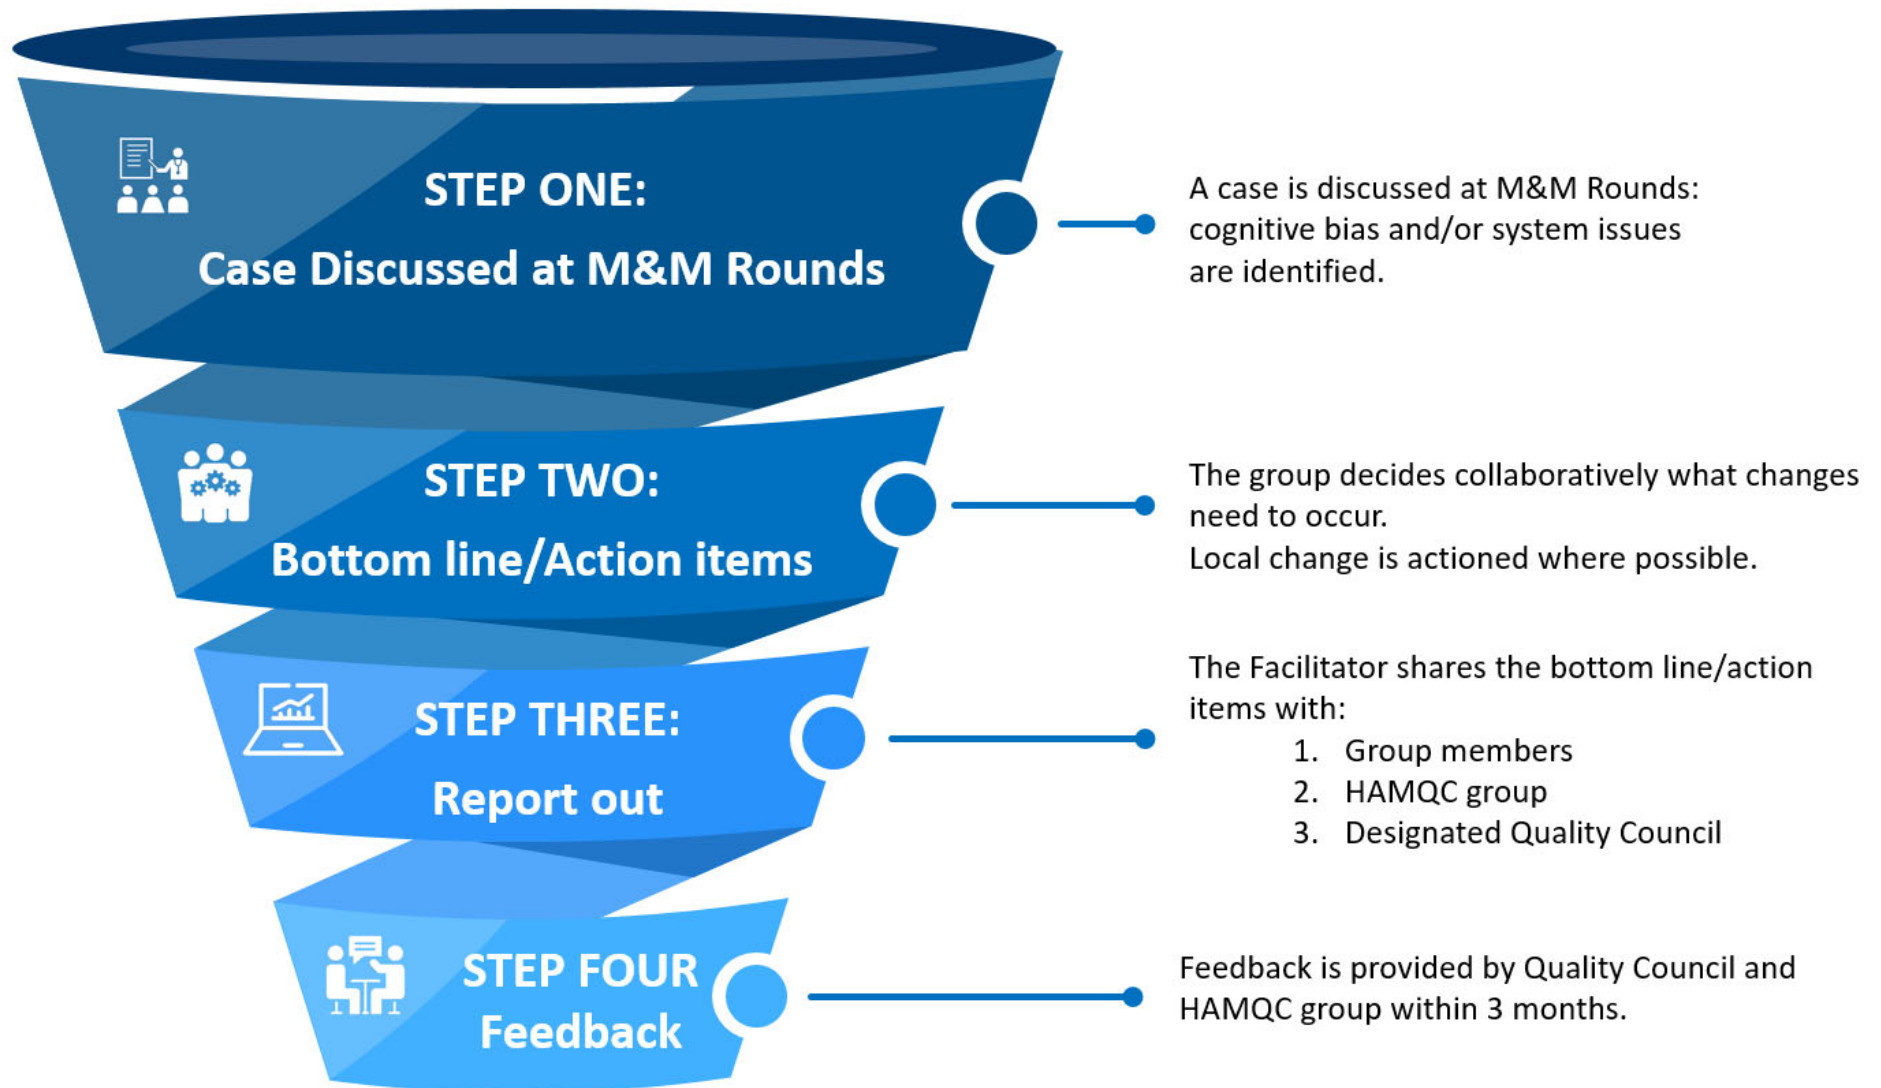 STEP ONE:
Case Discussed at M&M Rounds
A case is discussed at M&M Rounds:
cognitive bias and/or system issues
are identified.
STEP TWO:
Bottom line/Action items
The group decides collaboratively what changes
need to occur.
Local change is actioned where possible.
STEP THREE:
Report out
The Facilitator shares the bottom line/action
items with:
1. Group members
2. HAMQC group
3. Designated Quality Council
STEP FOUR
Feedback
Feedback is provided by Quality Council and
HAMQC group within 3 months.